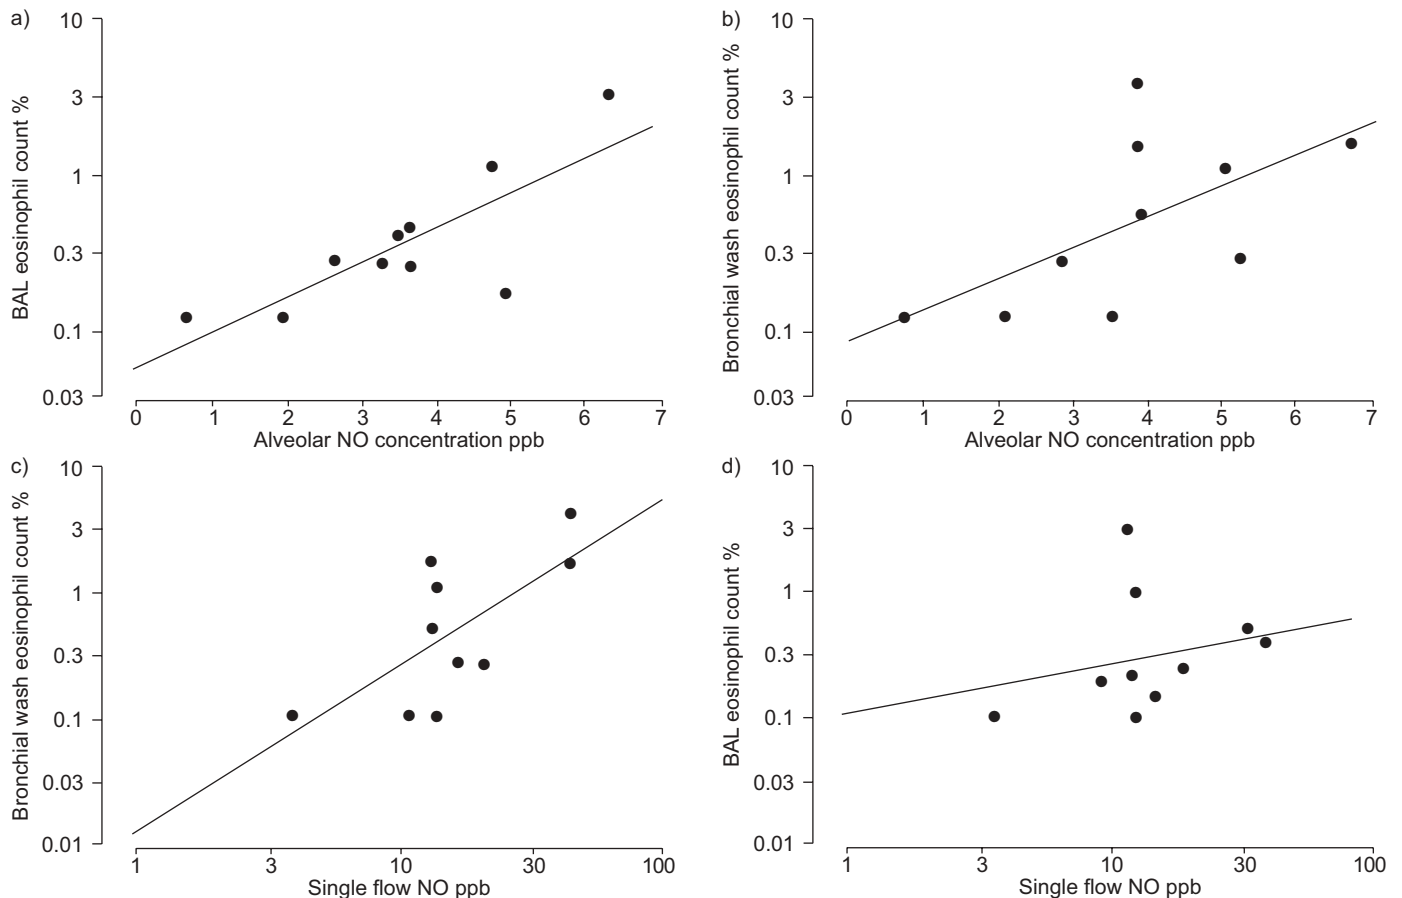 a)
BAL eosinophil count %
10
3
1
0.3
0.1
0.03
0 1 2 3 4 5 6 7
Alveolar NO concentration ppb
b)
Bronchial wash eosinophil count %
10
3
1
0.3
0.1
0.03
0 1 2 3 4 5 6 7
Alveolar NO concentration ppb
c)
Bronchial wash eosinophil count %
10
3
1
0.3
0.1
0.03
0.01
1 3 10 30 100
Single flow NO ppb
d)
BAL eosinophil count %
10
3
1
0.3
0.1
0.03
0.01
1 3 10 30 100
Single flow NO ppb